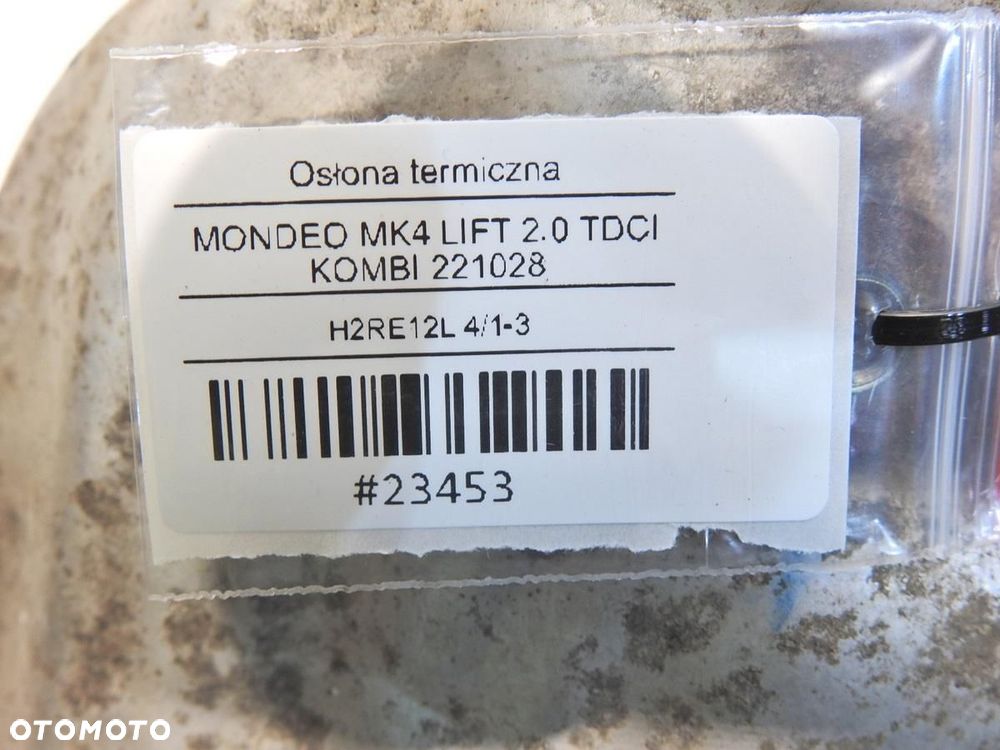 Osłona termiczna
MONDEO MK4 LIFT 2.0 TDCI
KOMBI 221028
H2RE12L 4/1-3
#23453
OTOMOTO